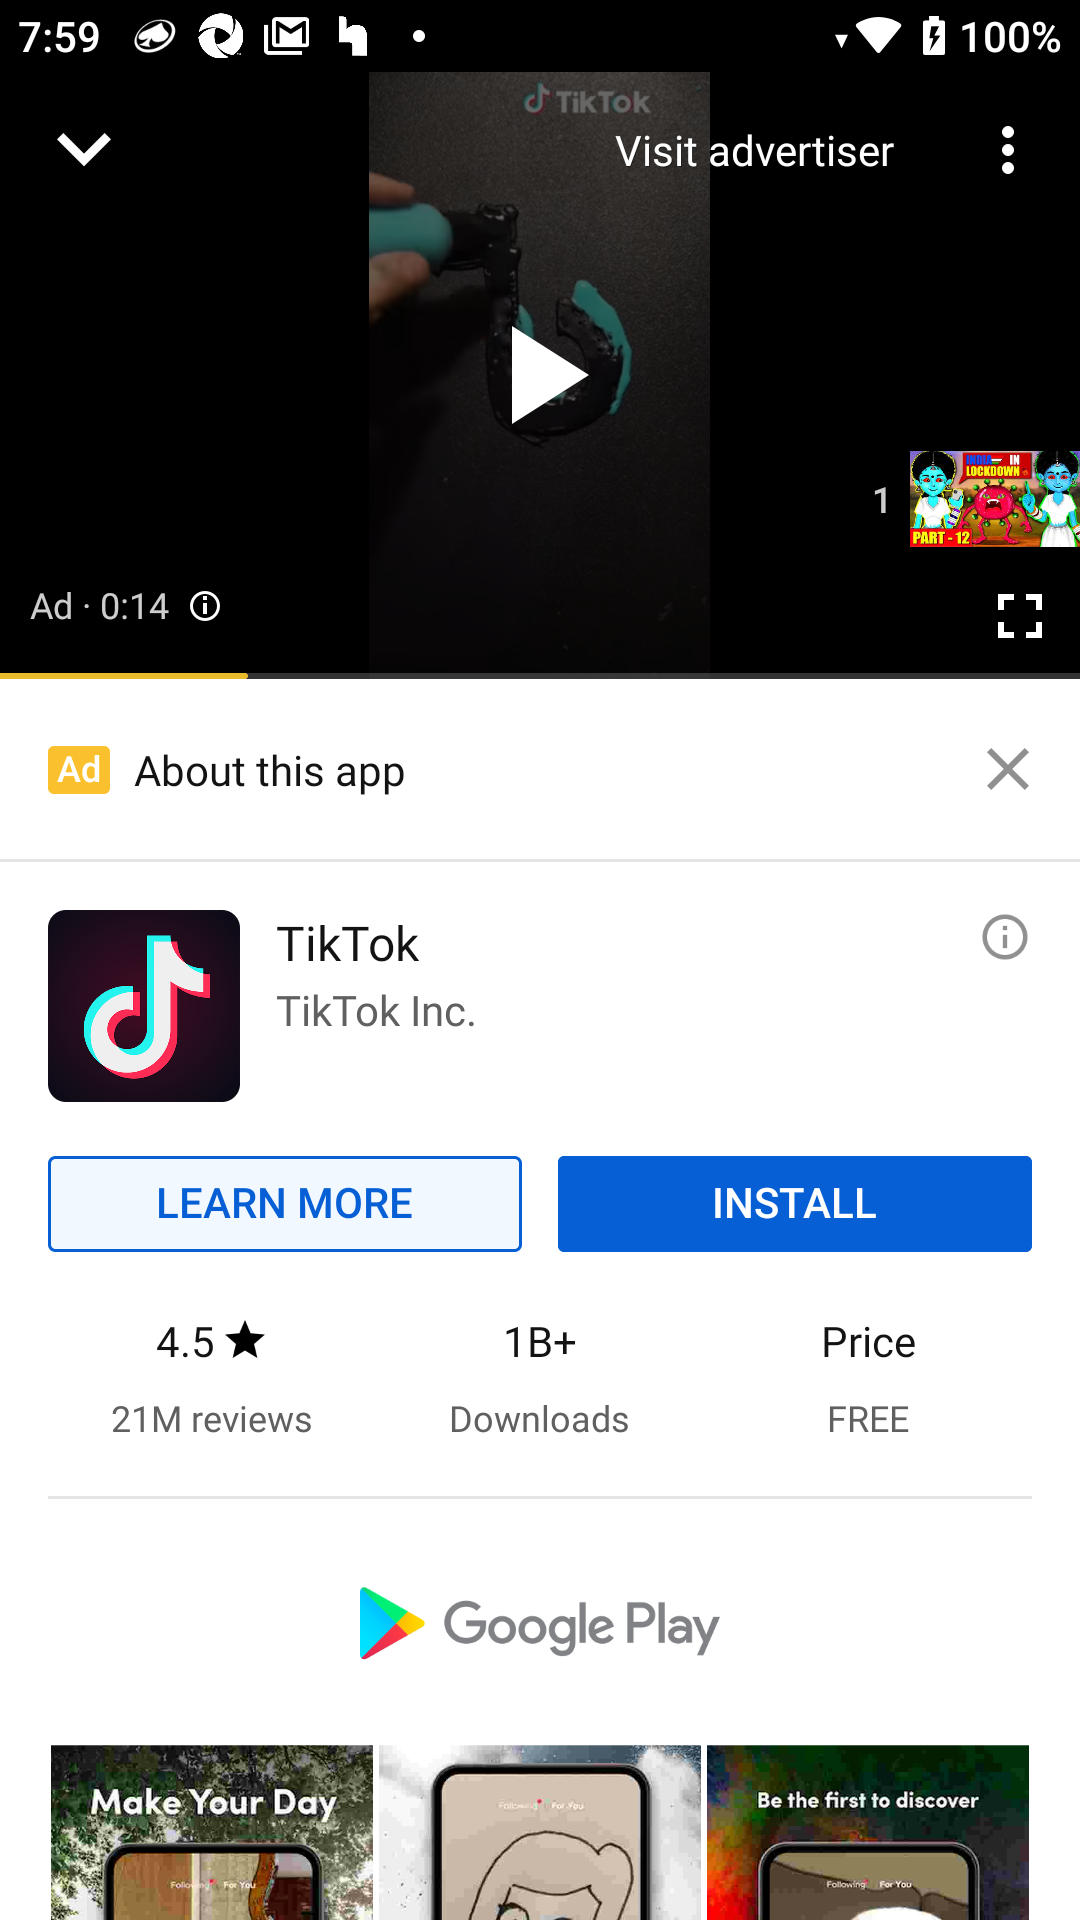 7:59
100%
TikTok
Visit advertiser
IN
LOCKDOWN
1
PART - 12
Ad · 0:14
Ad About this app
TikTok
TikTok Inc.
LEARN MORE
INSTALL
4.5 ★
1B+
Price
21M reviews
Downloads
FREE
Google Play
Make Your Day
Following For You
Be the first to discover
Following For You
Following For You